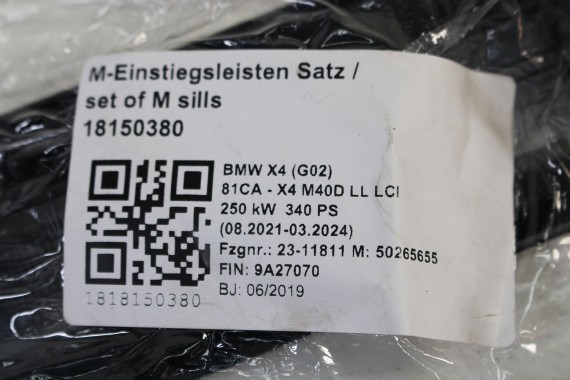 M-Einstiegsleisten Satz /
set of M sills
18150380
BMW X4 (G02)
81CA - X4 M40D LL LCI
250 kW 340 PS
(08.2021-03.2024)
Fzgnr.: 23-11811 M: 50265655
FIN: 9A27070
BJ: 06/2019
1818150380